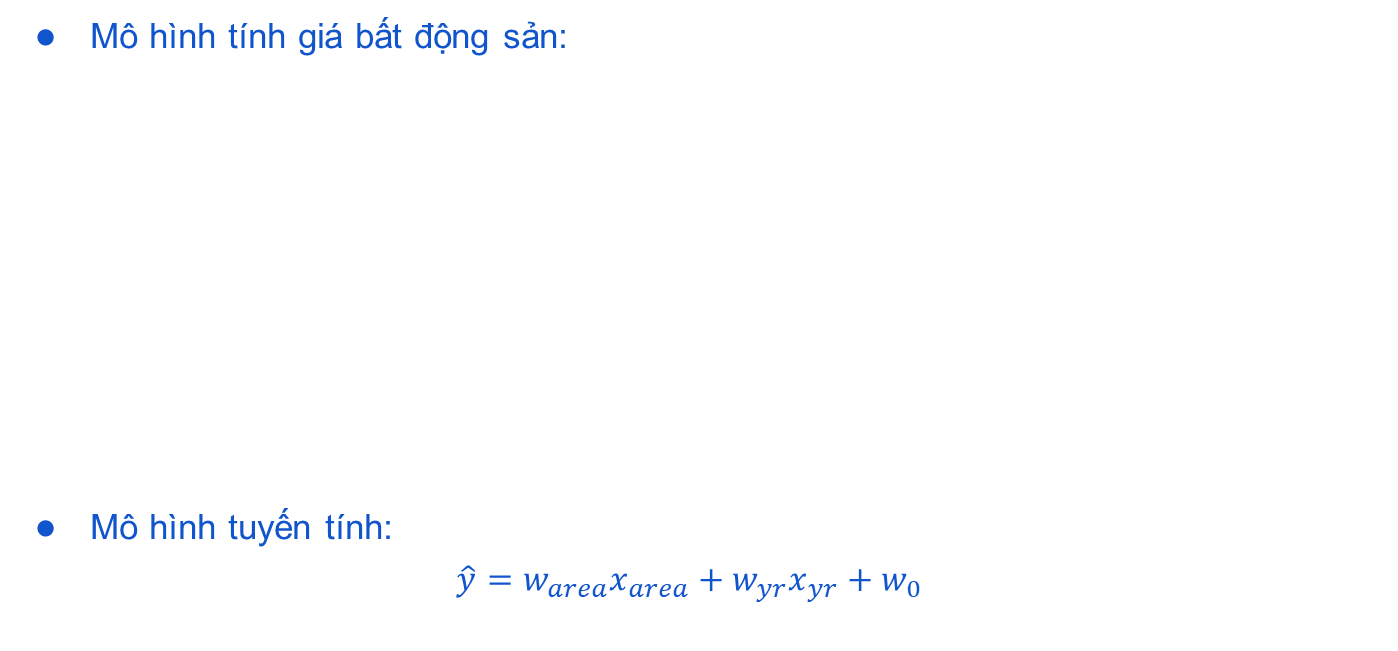 ● Mô hình tính giá bất động sản:
● Mô hình tuyến tính:
ŷ = w_area x_area + w_yr x_yr + w_0